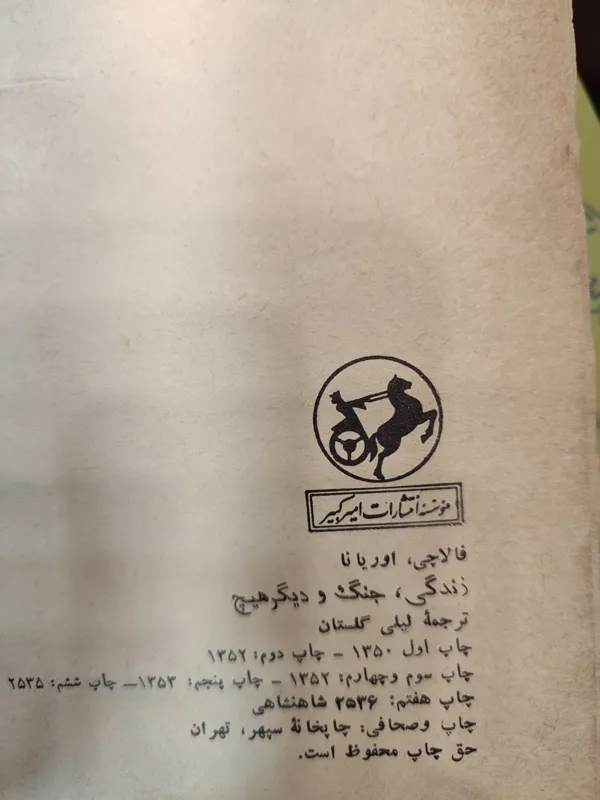 مؤسسه انتشارات امیرکبیر
فالاچی، اوریانا
زندگی، جنگ و دیگر هیچ
ترجمهٔ لیلی گلستان
چاپ اول ۱۳۵۰ – چاپ دوم: ۱۳۵۲
چاپ سوم وچهارم: ۱۳۵۲ – چاپ پنجم: ۱۳۵۳– چاپ ششم: ۲۵۳۵
چاپ هفتم: ۲۵۳۶ شاهنشاهی
چاپ وصحافی: چاپخانهٔ سپهر، تهران
حق چاپ محفوظ است.